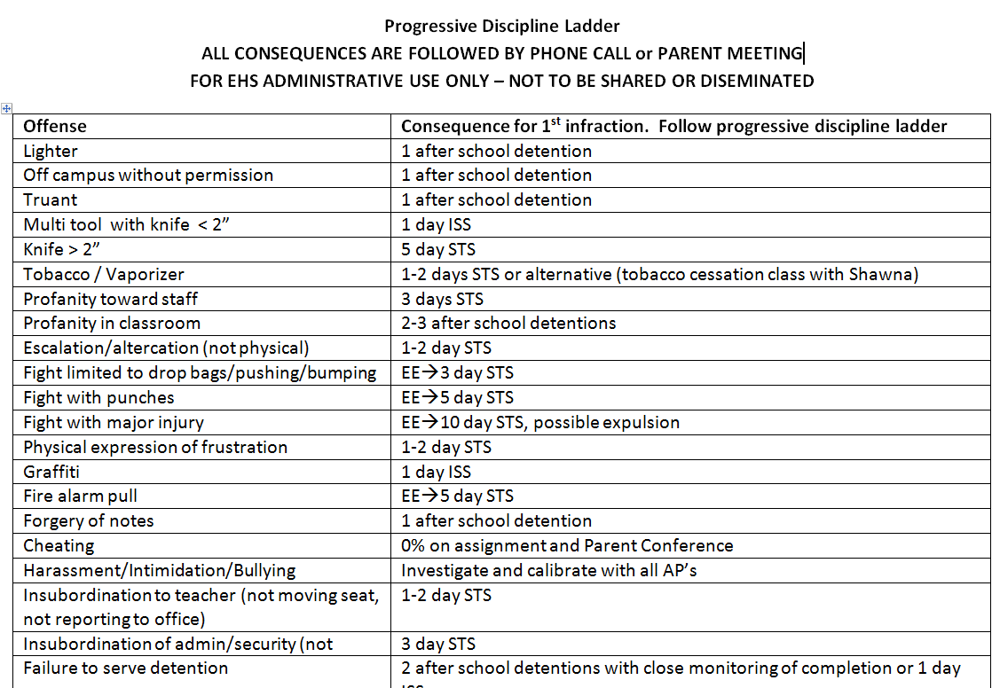 Progressive Discipline Ladder
ALL CONSEQUENCES ARE FOLLOWED BY PHONE CALL or PARENT MEETING
FOR EHS ADMINISTRATIVE USE ONLY – NOT TO BE SHARED OR DISEMINATED
Offense Consequence for 1st infraction. Follow progressive discipline ladder
Lighter 1 after school detention
Off campus without permission 1 after school detention
Truant 1 after school detention
Multi tool with knife < 2” 1 day ISS
Knife > 2” 5 day STS
Tobacco / Vaporizer 1-2 days STS or alternative (tobacco cessation class with Shawna)
Profanity toward staff 3 days STS
Profanity in classroom 2-3 after school detentions
Escalation/altercation (not physical) 1-2 day STS
Fight limited to drop bags/pushing/bumping EE→3 day STS
Fight with punches EE→5 day STS
Fight with major injury EE→10 day STS, possible expulsion
Physical expression of frustration 1-2 day STS
Graffiti 1 day ISS
Fire alarm pull EE→5 day STS
Forgery of notes 1 after school detention
Cheating 0% on assignment and Parent Conference
Harassment/Intimidation/Bullying Investigate and calibrate with all AP’s
Insubordination to teacher (not moving seat, 1-2 day STS
not reporting to office)
Insubordination of admin/security (not 3 day STS
Failure to serve detention 2 after school detentions with close monitoring of completion or 1 day